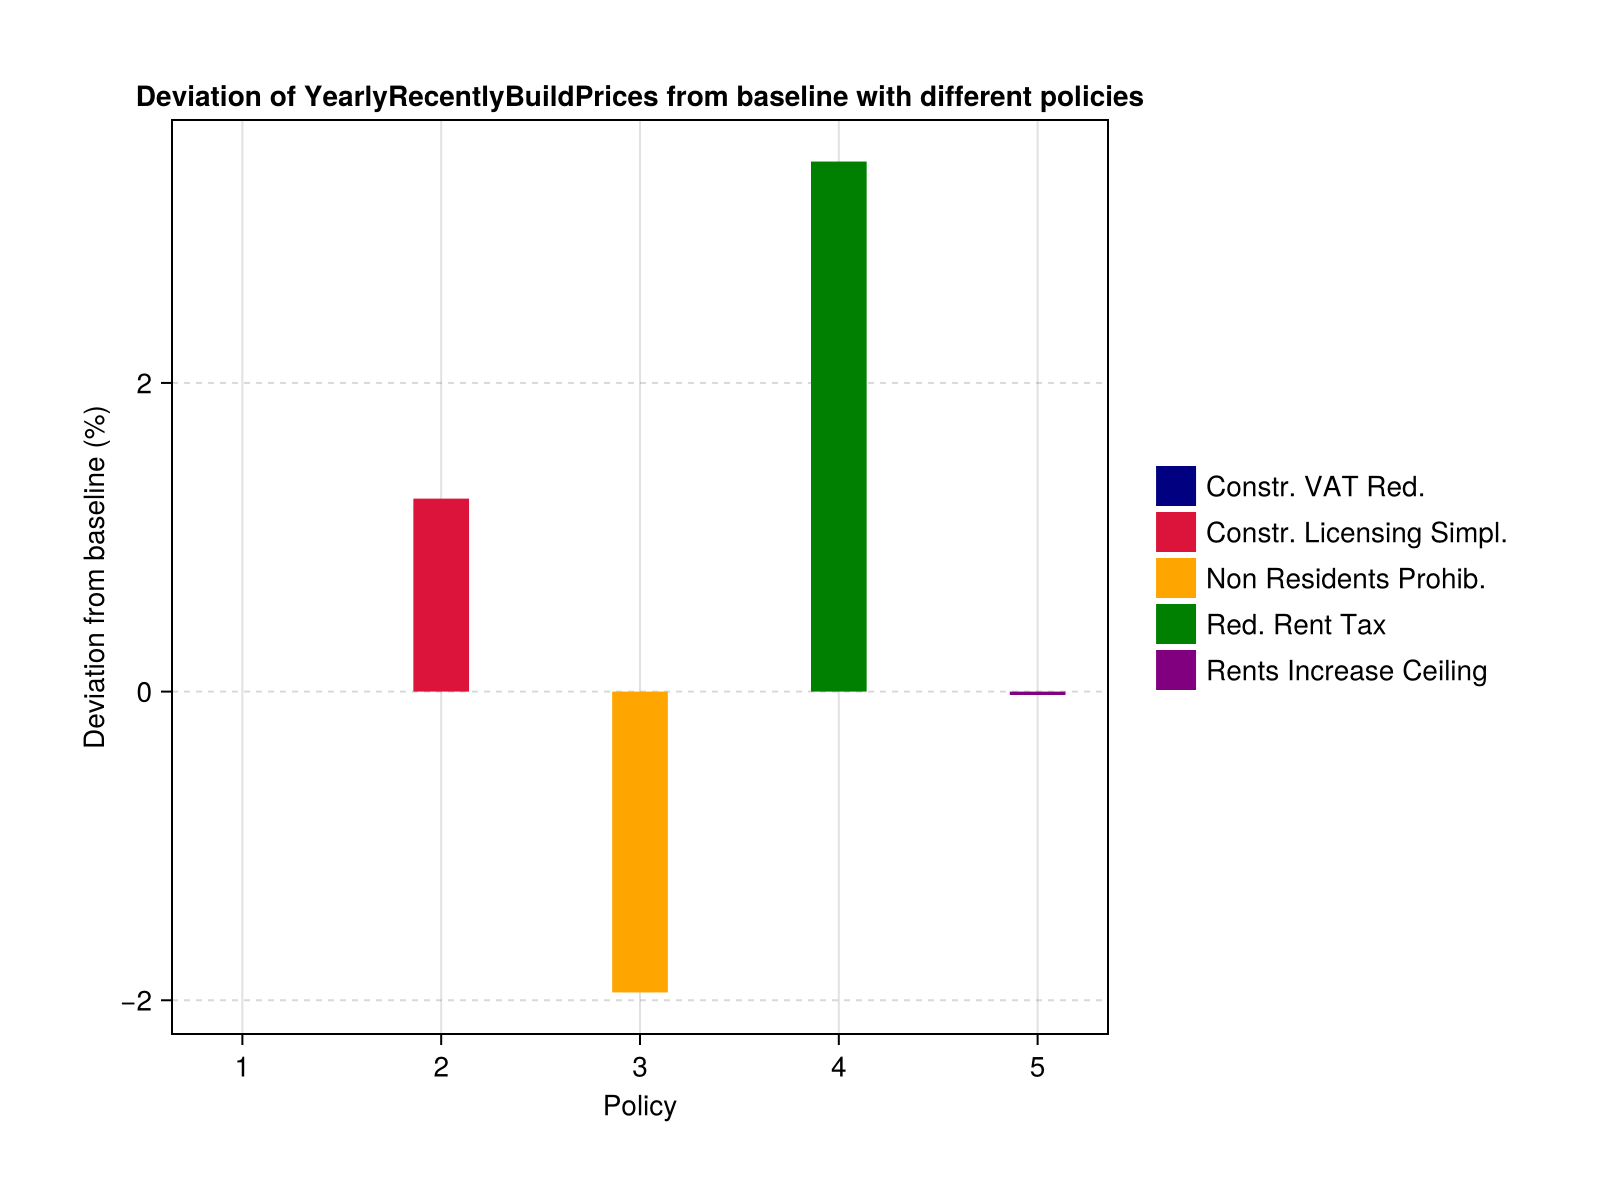 Deviation of YearlyRecentlyBuildPrices from baseline with different policies
Deviation from baseline (%)
2
0
−2
1 2 3 4 5
Policy
Constr. VAT Red.
Constr. Licensing Simpl.
Non Residents Prohib.
Red. Rent Tax
Rents Increase Ceiling